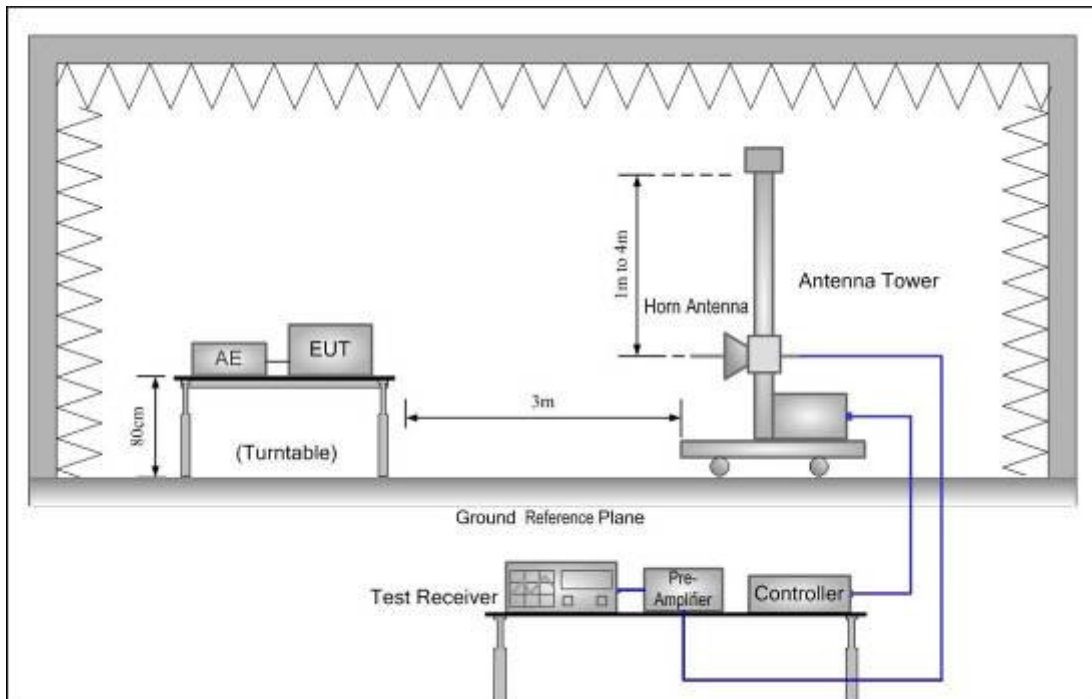 1m to 4m
Antenna Tower
Horn Antenna
AE
EUT
3m
80cm
(Turntable)
Ground Reference Plane
Test Receiver
Pre-
Amplifier
Controller